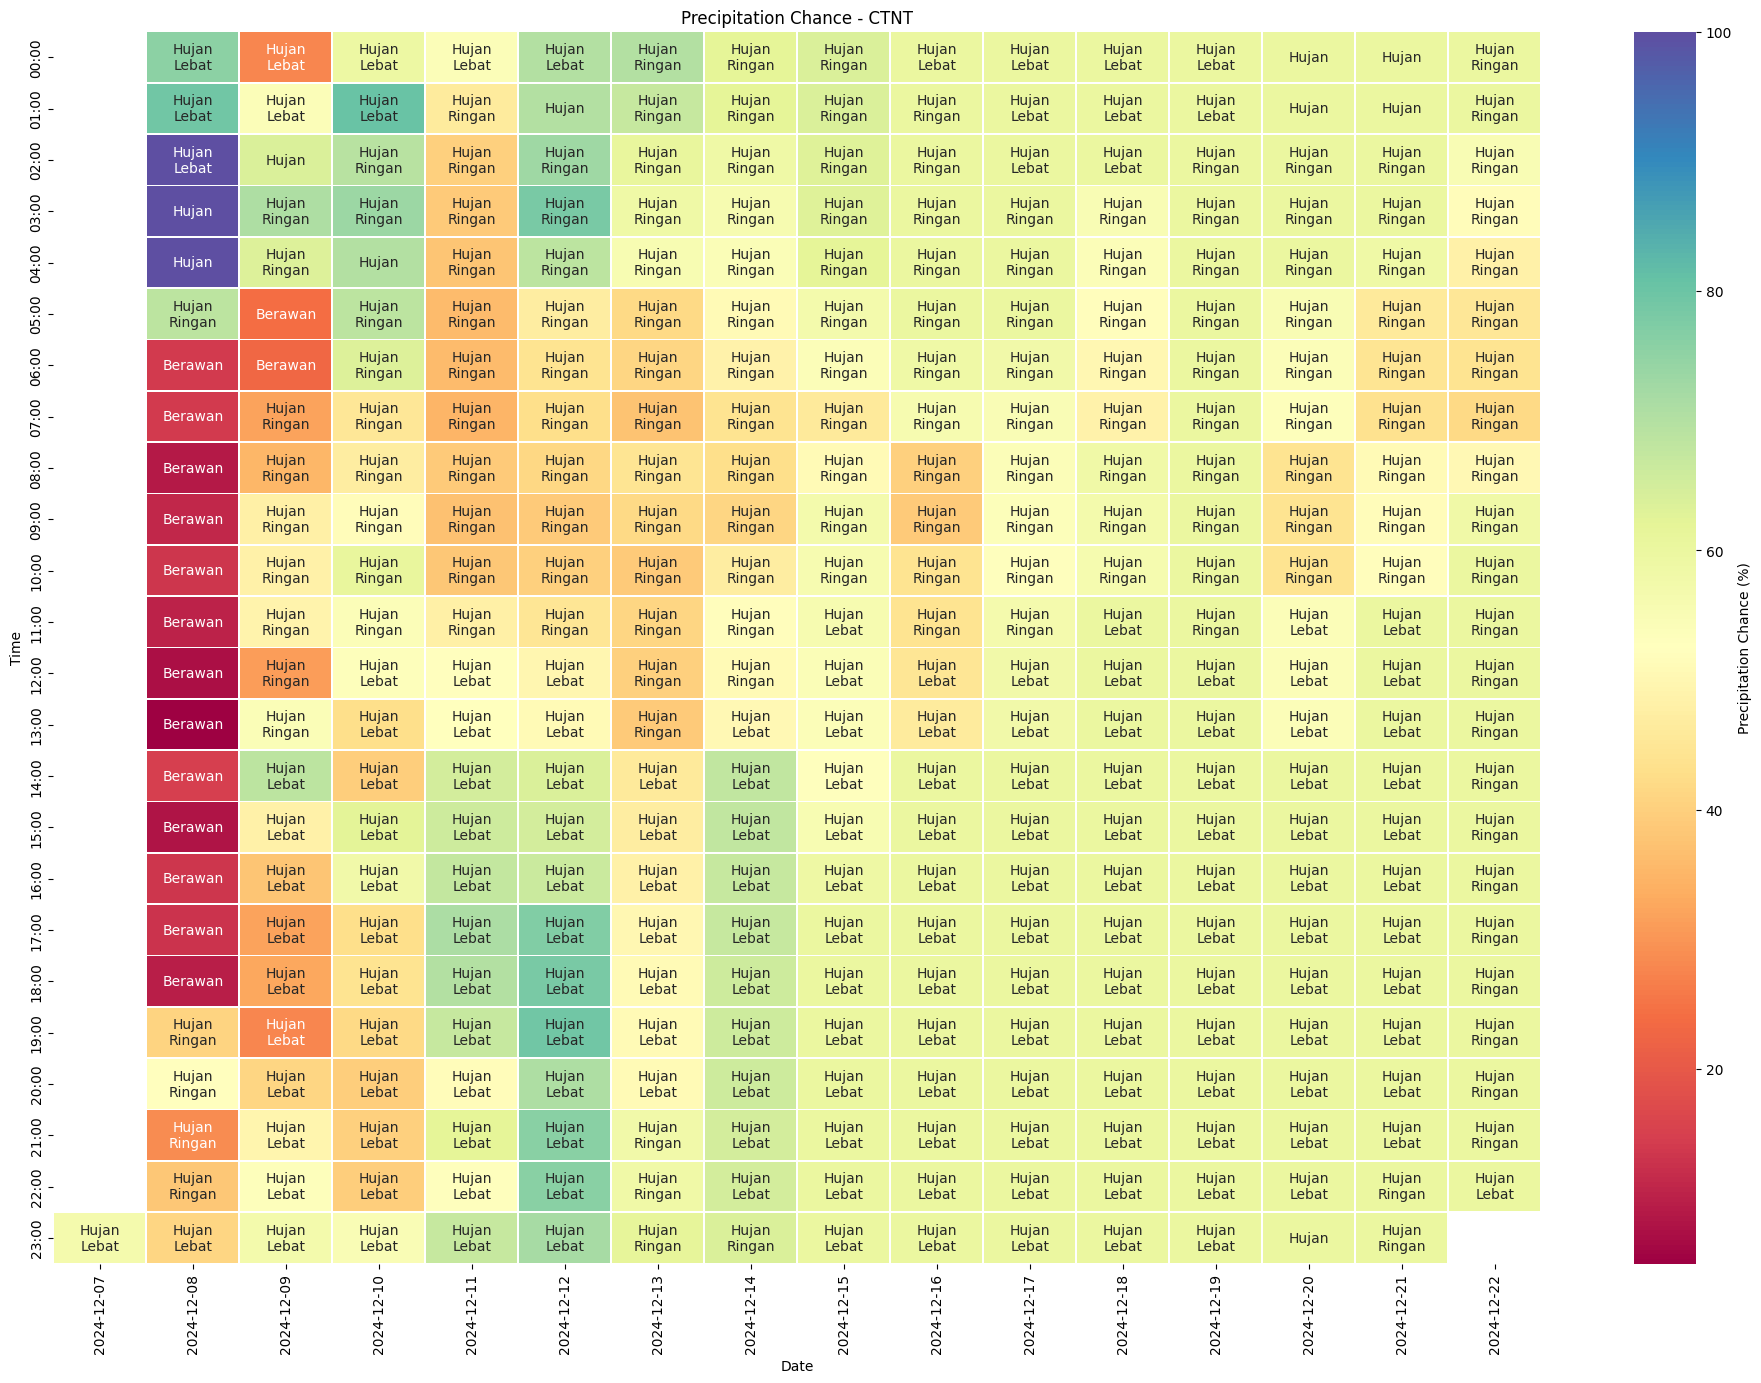 Precipitation Chance - CTNT
00:00 Hujan Lebat Hujan Lebat Hujan Lebat Hujan Lebat Hujan Lebat Hujan Ringan Hujan Ringan Hujan Ringan Hujan Lebat Hujan Lebat Hujan Lebat Hujan Lebat Hujan Hujan Hujan Ringan
01:00 Hujan Lebat Hujan Lebat Hujan Lebat Hujan Ringan Hujan Hujan Ringan Hujan Ringan Hujan Ringan Hujan Ringan Hujan Lebat Hujan Lebat Hujan Lebat Hujan Hujan Hujan Ringan
02:00 Hujan Lebat Hujan Hujan Ringan Hujan Ringan Hujan Ringan Hujan Ringan Hujan Ringan Hujan Ringan Hujan Ringan Hujan Lebat Hujan Lebat Hujan Ringan Hujan Ringan Hujan Ringan Hujan Ringan
03:00 Hujan Hujan Ringan Hujan Ringan Hujan Ringan Hujan Ringan Hujan Ringan Hujan Ringan Hujan Ringan Hujan Ringan Hujan Ringan Hujan Ringan Hujan Ringan Hujan Ringan Hujan Ringan Hujan Ringan
04:00 Hujan Hujan Ringan Hujan Hujan Ringan Hujan Ringan Hujan Ringan Hujan Ringan Hujan Ringan Hujan Ringan Hujan Ringan Hujan Ringan Hujan Ringan Hujan Ringan Hujan Ringan Hujan Ringan
05:00 Hujan Ringan Berawan Hujan Ringan Hujan Ringan Hujan Ringan Hujan Ringan Hujan Ringan Hujan Ringan Hujan Ringan Hujan Ringan Hujan Ringan Hujan Ringan Hujan Ringan Hujan Ringan Hujan Ringan
06:00 Berawan Berawan Hujan Ringan Hujan Ringan Hujan Ringan Hujan Ringan Hujan Ringan Hujan Ringan Hujan Ringan Hujan Ringan Hujan Ringan Hujan Ringan Hujan Ringan Hujan Ringan Hujan Ringan
07:00 Berawan Hujan Ringan Hujan Ringan Hujan Ringan Hujan Ringan Hujan Ringan Hujan Ringan Hujan Ringan Hujan Ringan Hujan Ringan Hujan Ringan Hujan Ringan Hujan Ringan Hujan Ringan Hujan Ringan
08:00 Berawan Hujan Ringan Hujan Ringan Hujan Ringan Hujan Ringan Hujan Ringan Hujan Ringan Hujan Ringan Hujan Ringan Hujan Ringan Hujan Ringan Hujan Ringan Hujan Ringan Hujan Ringan Hujan Ringan
09:00 Berawan Hujan Ringan Hujan Ringan Hujan Ringan Hujan Ringan Hujan Ringan Hujan Ringan Hujan Ringan Hujan Ringan Hujan Ringan Hujan Ringan Hujan Ringan Hujan Ringan Hujan Ringan Hujan Ringan
10:00 Berawan Hujan Ringan Hujan Ringan Hujan Ringan Hujan Ringan Hujan Ringan Hujan Ringan Hujan Ringan Hujan Ringan Hujan Ringan Hujan Ringan Hujan Ringan Hujan Ringan Hujan Ringan Hujan Ringan
11:00 Berawan Hujan Ringan Hujan Ringan Hujan Ringan Hujan Ringan Hujan Ringan Hujan Ringan Hujan Lebat Hujan Ringan Hujan Ringan Hujan Lebat Hujan Ringan Hujan Lebat Hujan Lebat Hujan Ringan
12:00 Berawan Hujan Ringan Hujan Lebat Hujan Lebat Hujan Lebat Hujan Ringan Hujan Ringan Hujan Lebat Hujan Lebat Hujan Lebat Hujan Lebat Hujan Lebat Hujan Lebat Hujan Lebat Hujan Ringan
13:00 Berawan Hujan Ringan Hujan Lebat Hujan Lebat Hujan Lebat Hujan Ringan Hujan Lebat Hujan Lebat Hujan Lebat Hujan Lebat Hujan Lebat Hujan Lebat Hujan Lebat Hujan Lebat Hujan Ringan
14:00 Berawan Hujan Lebat Hujan Lebat Hujan Lebat Hujan Lebat Hujan Lebat Hujan Lebat Hujan Lebat Hujan Lebat Hujan Lebat Hujan Lebat Hujan Lebat Hujan Lebat Hujan Lebat Hujan Ringan
15:00 Berawan Hujan Lebat Hujan Lebat Hujan Lebat Hujan Lebat Hujan Lebat Hujan Lebat Hujan Lebat Hujan Lebat Hujan Lebat Hujan Lebat Hujan Lebat Hujan Lebat Hujan Lebat Hujan Ringan
16:00 Berawan Hujan Lebat Hujan Lebat Hujan Lebat Hujan Lebat Hujan Lebat Hujan Lebat Hujan Lebat Hujan Lebat Hujan Lebat Hujan Lebat Hujan Lebat Hujan Lebat Hujan Lebat Hujan Ringan
17:00 Berawan Hujan Lebat Hujan Lebat Hujan Lebat Hujan Lebat Hujan Lebat Hujan Lebat Hujan Lebat Hujan Lebat Hujan Lebat Hujan Lebat Hujan Lebat Hujan Lebat Hujan Lebat Hujan Ringan
18:00 Berawan Hujan Lebat Hujan Lebat Hujan Lebat Hujan Lebat Hujan Lebat Hujan Lebat Hujan Lebat Hujan Lebat Hujan Lebat Hujan Lebat Hujan Lebat Hujan Lebat Hujan Lebat Hujan Ringan
19:00 Hujan Ringan Hujan Lebat Hujan Lebat Hujan Lebat Hujan Lebat Hujan Lebat Hujan Lebat Hujan Lebat Hujan Lebat Hujan Lebat Hujan Lebat Hujan Lebat Hujan Lebat Hujan Lebat Hujan Ringan
20:00 Hujan Ringan Hujan Lebat Hujan Lebat Hujan Lebat Hujan Lebat Hujan Lebat Hujan Lebat Hujan Lebat Hujan Lebat Hujan Lebat Hujan Lebat Hujan Lebat Hujan Lebat Hujan Lebat Hujan Ringan
21:00 Hujan Ringan Hujan Lebat Hujan Lebat Hujan Lebat Hujan Lebat Hujan Ringan Hujan Lebat Hujan Lebat Hujan Lebat Hujan Lebat Hujan Lebat Hujan Lebat Hujan Lebat Hujan Lebat Hujan Ringan
22:00 Hujan Ringan Hujan Lebat Hujan Lebat Hujan Lebat Hujan Lebat Hujan Ringan Hujan Lebat Hujan Lebat Hujan Lebat Hujan Lebat Hujan Lebat Hujan Lebat Hujan Lebat Hujan Ringan Hujan Lebat
23:00 Hujan Lebat Hujan Lebat Hujan Lebat Hujan Lebat Hujan Lebat Hujan Lebat Hujan Ringan Hujan Ringan Hujan Lebat Hujan Lebat Hujan Lebat Hujan Lebat Hujan Lebat Hujan Hujan Ringan
Time
2024-12-07 2024-12-08 2024-12-09 2024-12-10 2024-12-11 2024-12-12 2024-12-13 2024-12-14 2024-12-15 2024-12-16 2024-12-17 2024-12-18 2024-12-19 2024-12-20 2024-12-21 2024-12-22
Date
100
80
60
40
20
Precipitation Chance (%)